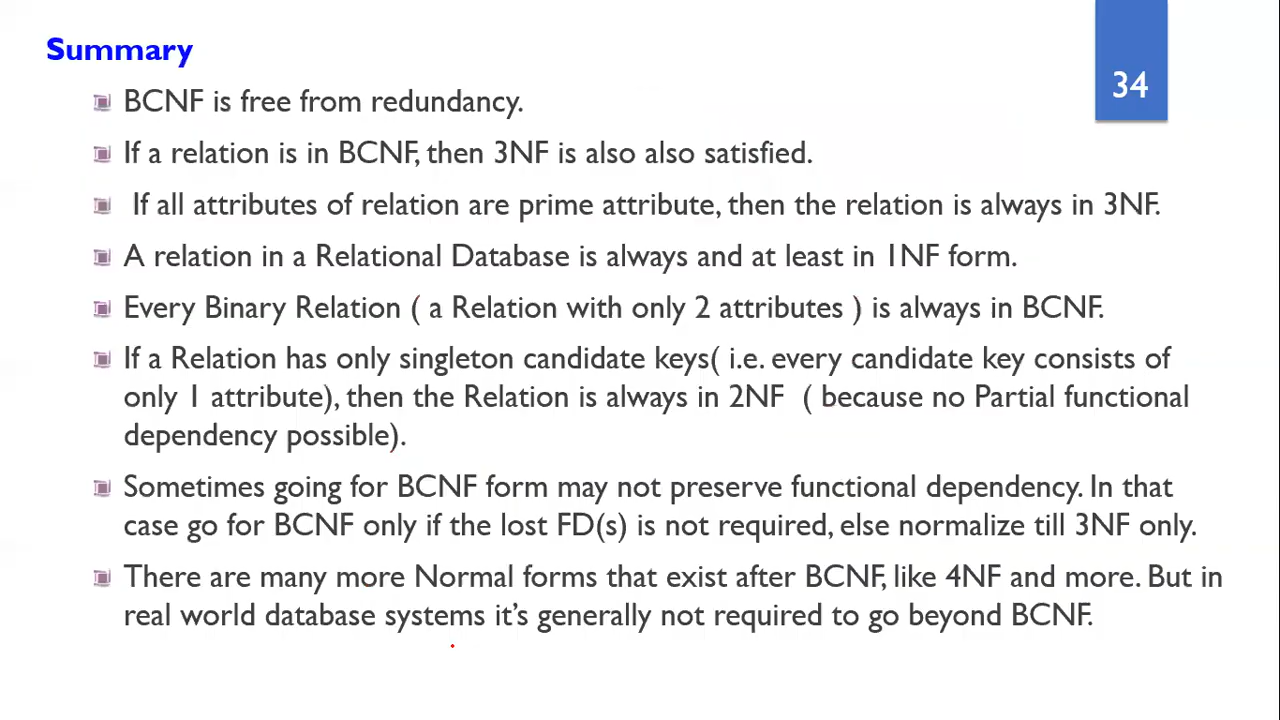 Summary
34
BCNF is free from redundancy.
If a relation is in BCNF, then 3NF is also also satisfied.
If all attributes of relation are prime attribute, then the relation is always in 3NF.
A relation in a Relational Database is always and at least in 1NF form.
Every Binary Relation ( a Relation with only 2 attributes ) is always in BCNF.
If a Relation has only singleton candidate keys( i.e. every candidate key consists of
only 1 attribute), then the Relation is always in 2NF ( because no Partial functional
dependency possible).
Sometimes going for BCNF form may not preserve functional dependency. In that
case go for BCNF only if the lost FD(s) is not required, else normalize till 3NF only.
There are many more Normal forms that exist after BCNF, like 4NF and more. But in
real world database systems it’s generally not required to go beyond BCNF.